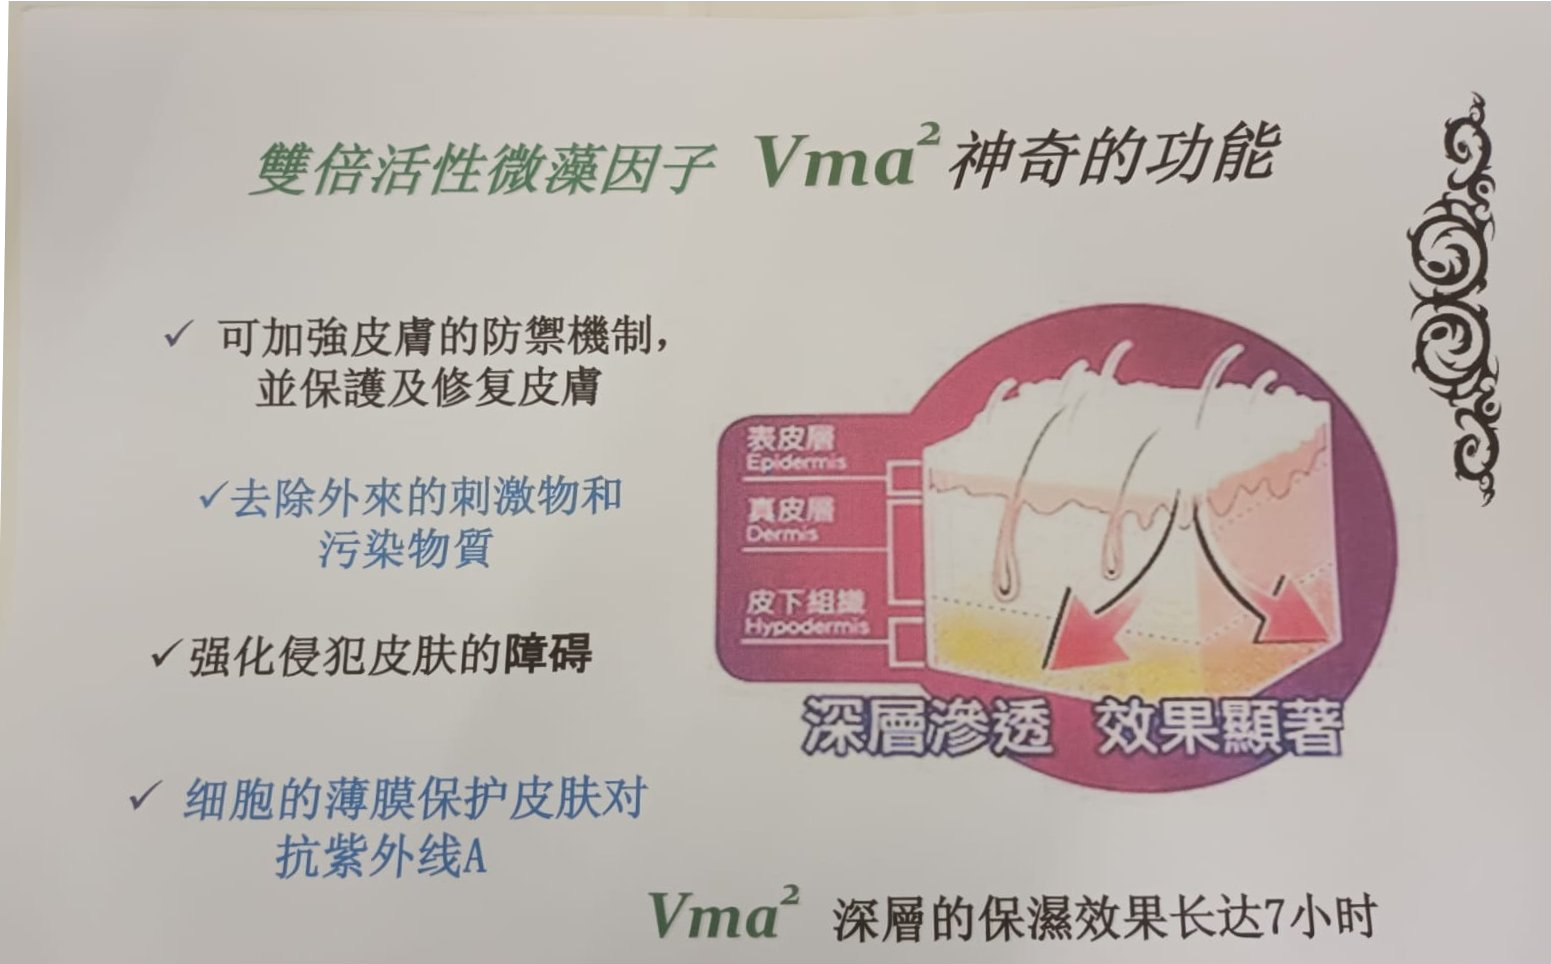 雙倍活性微藻因子 Vma² 神奇的功能
✓ 可加強皮膚的防禦機制，
並保護及修复皮膚
✓去除外來的刺激物和
污染物質
✓强化侵犯皮肤的障碍
✓ 细胞的薄膜保护皮肤对
抗紫外线A
表皮層
Epidermis
真皮層
Dermis
皮下組織
Hypodermis
深層滲透 效果顯著
Vma² 深層的保濕效果长达7小时